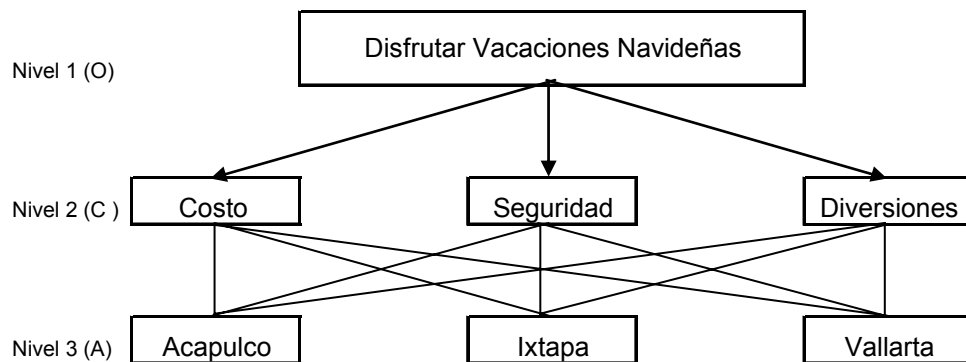 Disfrutar Vacaciones Navideñas
Nivel 1 (O)
Nivel 2 (C )
Costo
Seguridad
Diversiones
Nivel 3 (A)
Acapulco
Ixtapa
Vallarta